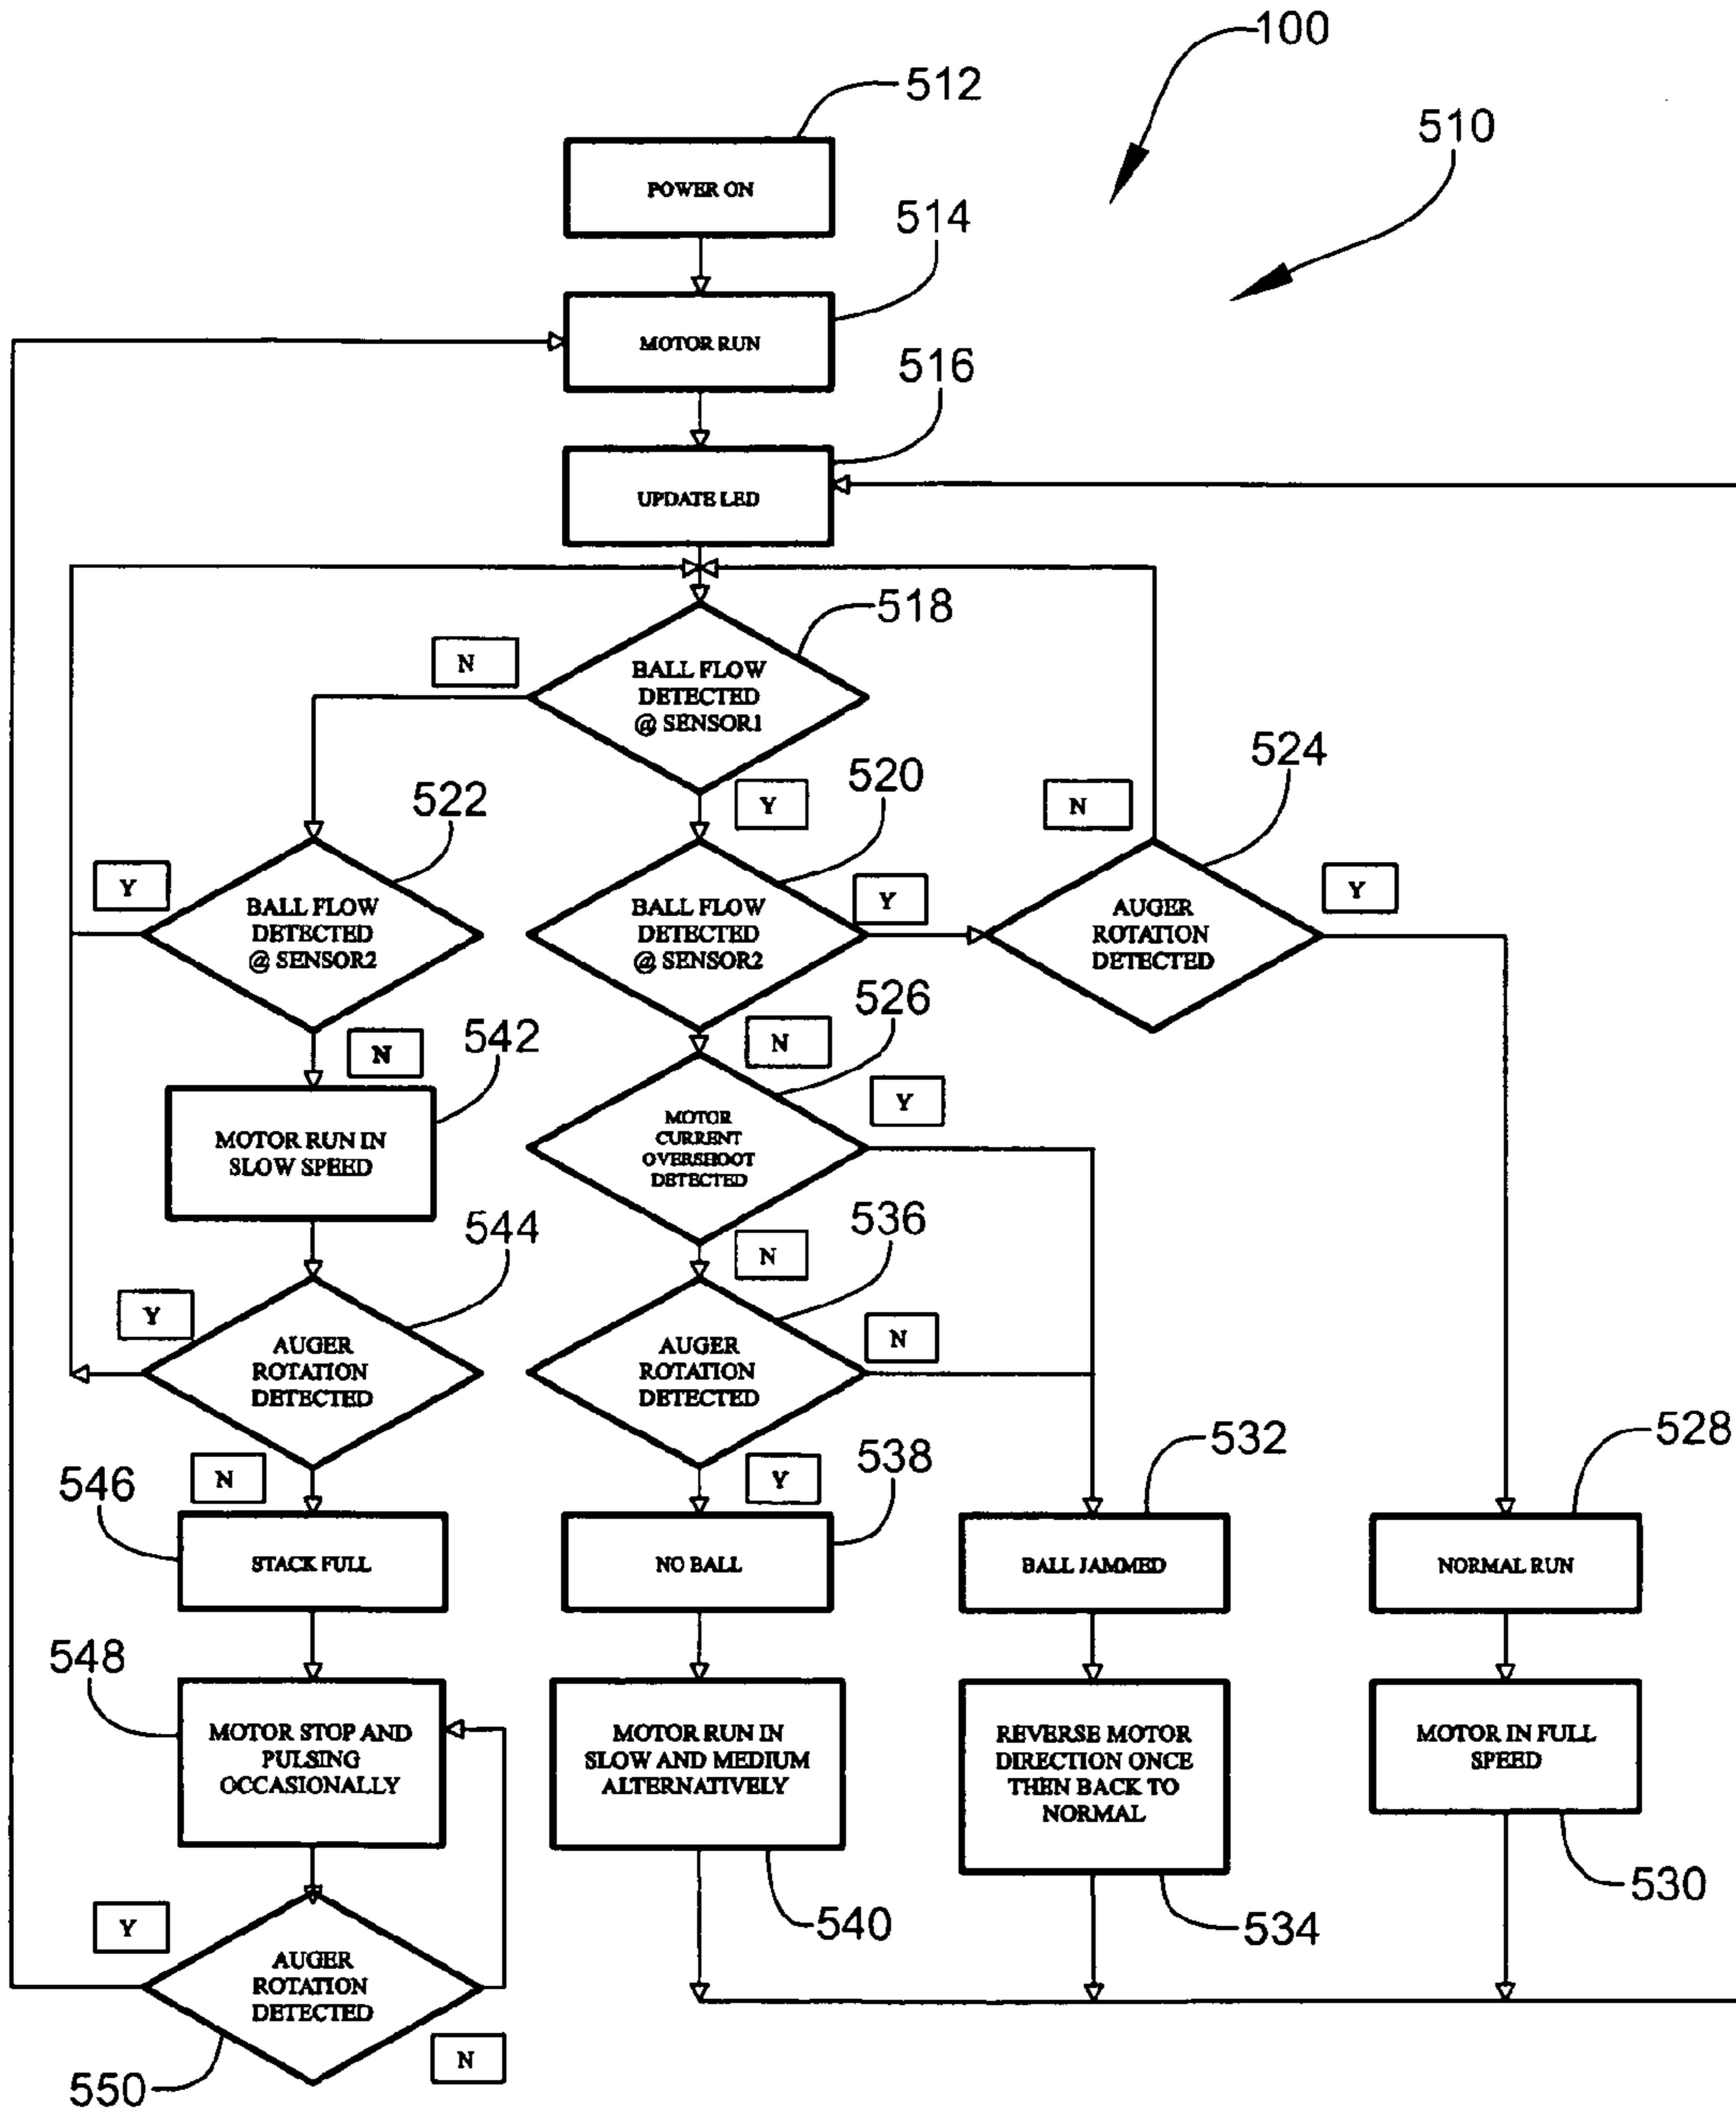 100
512
510
POWER ON
514
MOTOR RUN
516
UPDATE LED
518
N
BALL FLOW
DETECTED
@ SENSOR1
524
520
522
Y
N
Y
BALL FLOW
DETECTED
@ SENSOR2
BALL FLOW
DETECTED
@ SENSOR2
Y
AUGER
ROTATION
DETECTED
Y
526
542
N
N
Y
MOTOR RUN IN
SLOW SPEED
MOTOR
CURRENT
OVERSHOOT
DETECTED
544
536
N
Y
N
AUGER
ROTATION
DETECTED
AUGER
ROTATION
DETECTED
532
528
538
546
N
Y
STACK FULL
NO BALL
BALL JAMMED
NORMAL RUN
548
MOTOR STOP AND
PULSING
OCCASIONALLY
MOTOR RUN IN
SLOW AND MEDIUM
ALTERNATIVELY
REVERSE MOTOR
DIRECTION ONCE
THEN BACK TO
NORMAL
MOTOR IN FULL
SPEED
530
540
534
Y
AUGER
ROTATION
DETECTED
N
550